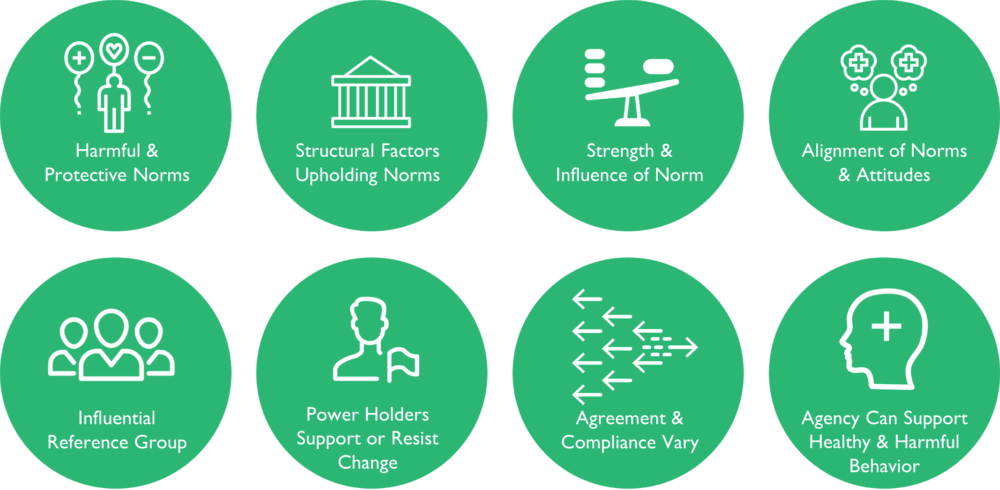 Harmful &
Protective Norms
Structural Factors
Upholding Norms
Strength &
Influence of Norm
Alignment of Norms
& Attitudes
Influential
Reference Group
Power Holders
Support or Resist
Change
Agreement &
Compliance Vary
Agency Can Support
Healthy & Harmful
Behavior